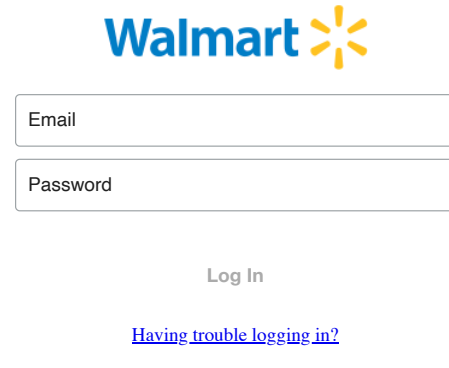 Walmart
Email
Password
Log In
Having trouble logging in?